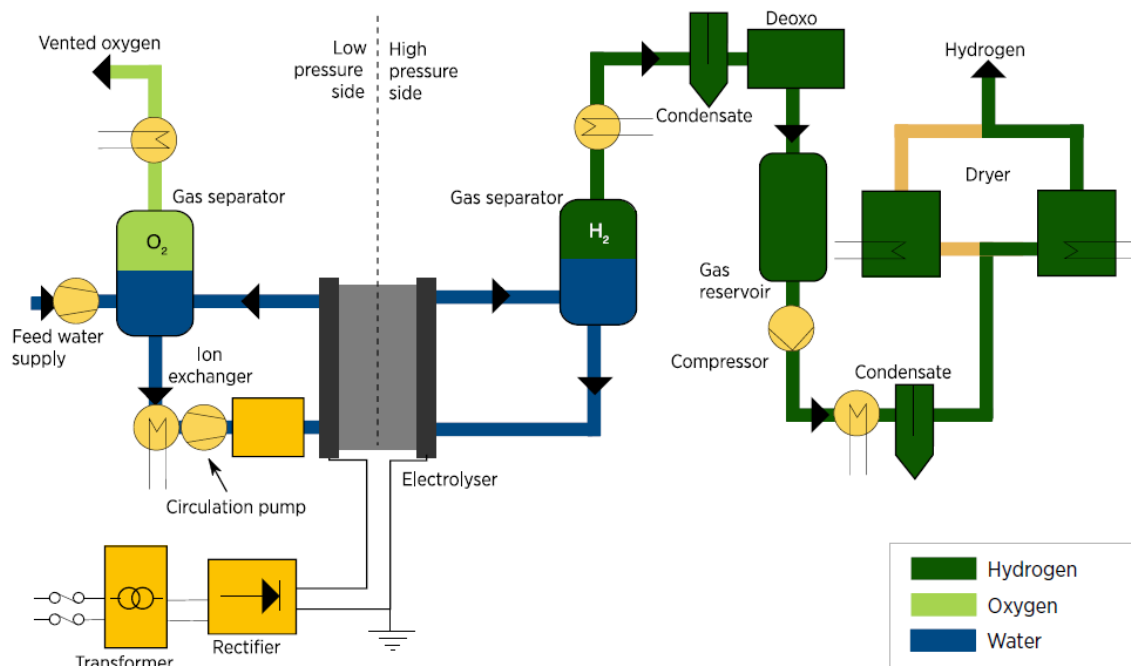 Vented oxygen
Low
pressure
side
High
pressure
side
Deoxo
Hydrogen
Condensate
Gas separator
O2
Gas separator
H2
Dryer
Gas
reservoir
Feed water
supply
Ion
exchanger
Compressor
Condensate
Electrolyser
Circulation pump
Transformer
Rectifier
Hydrogen
Oxygen
Water